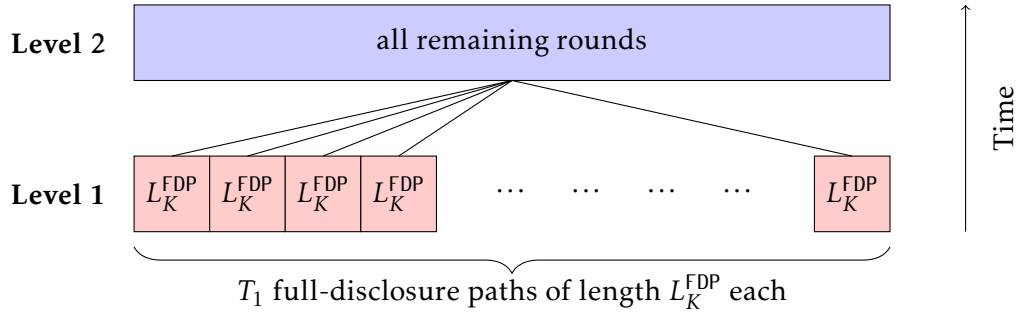 Level 2
all remaining rounds
Time
Level 1
L_K^FDP L_K^FDP L_K^FDP L_K^FDP ... ... ... ... L_K^FDP
T_1 full-disclosure paths of length L_K^FDP each